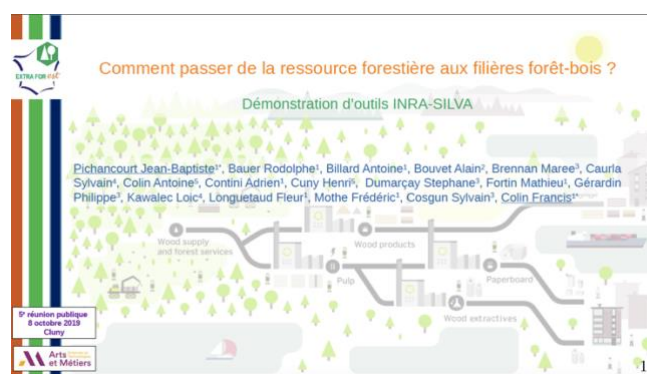 EXTRA FOR est
Comment passer de la ressource forestière aux filières forêt-bois ?
Démonstration d'outils INRA-SILVA
Pichancourt Jean-Baptiste¹*, Bauer Rodolphe¹, Billard Antoine¹, Bouvet Alain², Brennan Maree³, Caurla
Sylvain⁴, Colin Antoine⁵, Contini Adrien¹, Cuny Henri⁵, Dumarçay Stephane³, Fortin Mathieu¹, Gérardin
Philippe³, Kawalec Loic⁴, Longuetaud Fleur¹, Mothe Frédéric¹, Cosgun Sylvain³, Colin Francis¹*
Wood supply
and forest services
Wood products
Pulp
Paperboard
Wood extractives
5e réunion publique
8 octobre 2019
Cluny
Arts
et Métiers
1